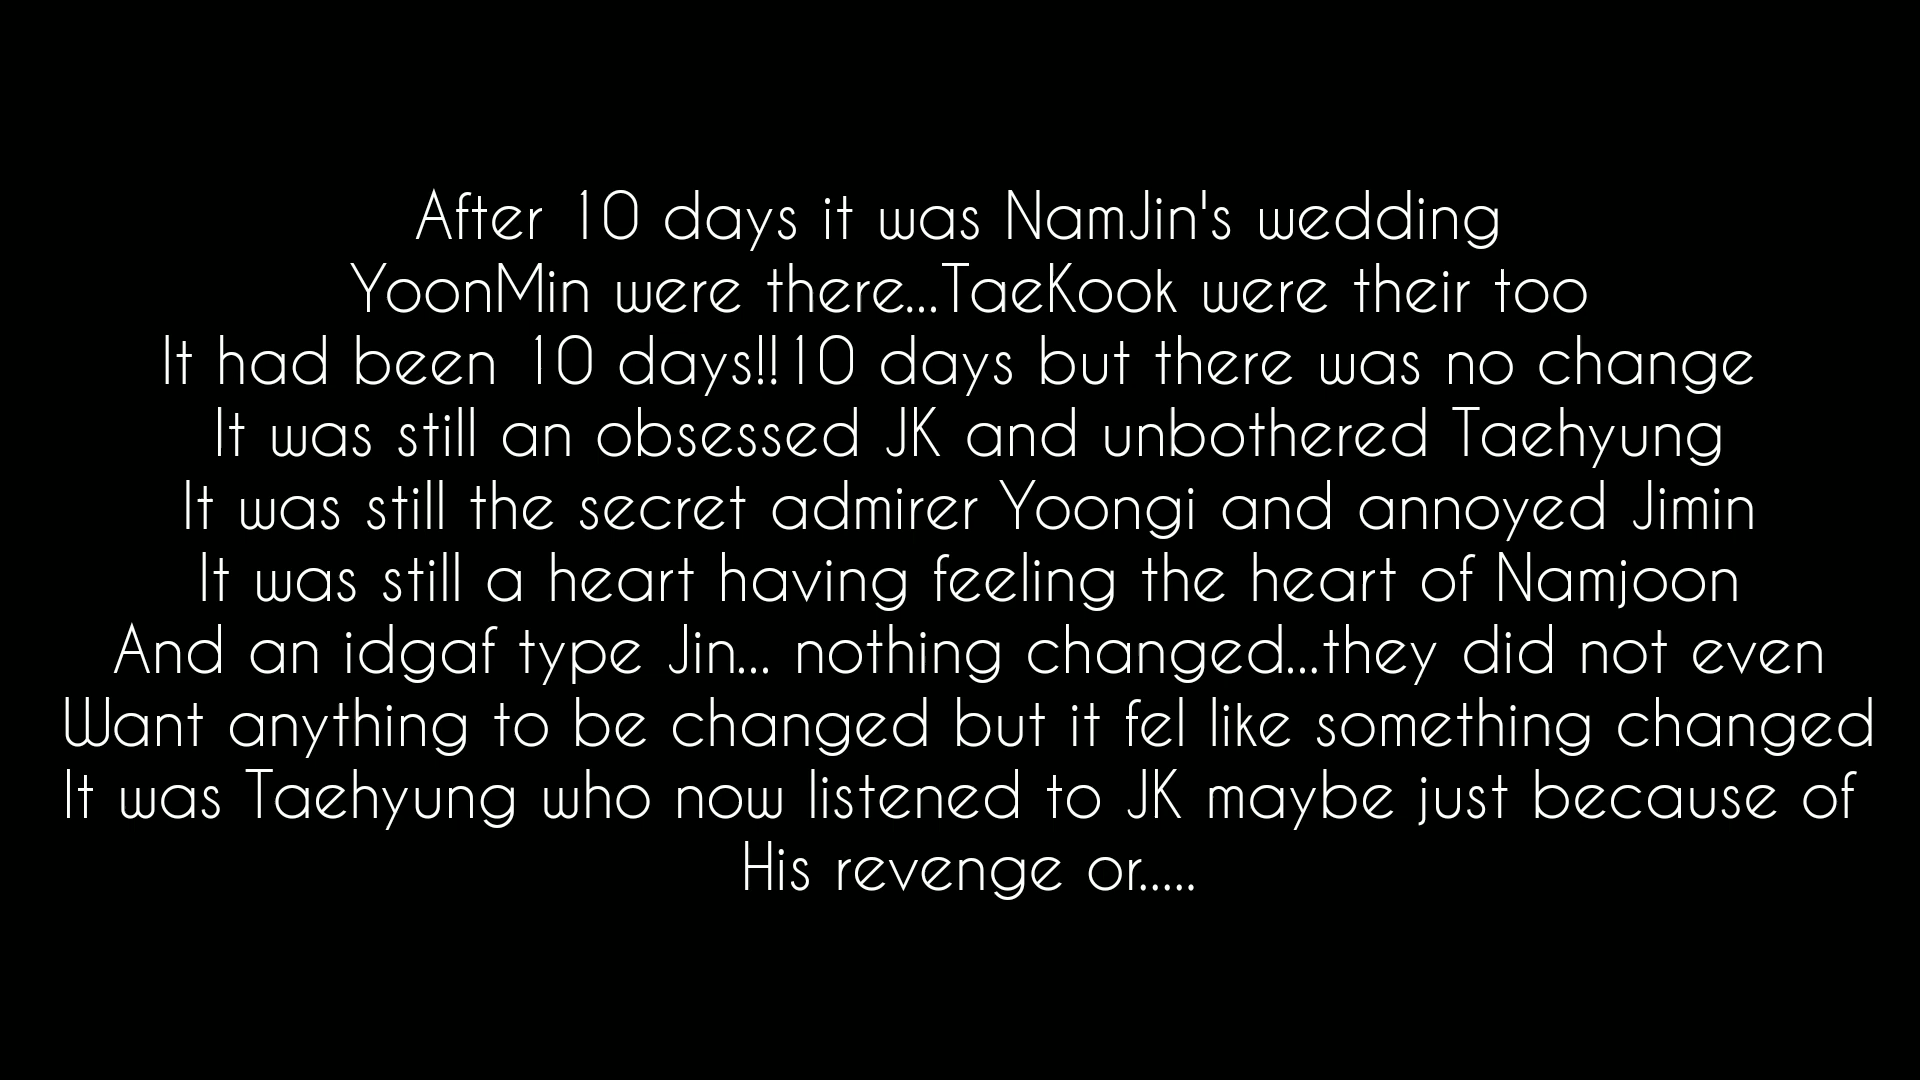 After 10 days it was NamJin's wedding
YoonMin were there...TaeKook were their too
It had been 10 days!!10 days but there was no change
It was still an obsessed JK and unbothered Taehyung
It was still the secret admirer Yoongi and annoyed Jimin
It was still a heart having feeling the heart of Namjoon
And an idgaf type Jin... nothing changed...they did not even
Want anything to be changed but it fel like something changed
It was Taehyung who now listened to JK maybe just because of
His revenge or.....